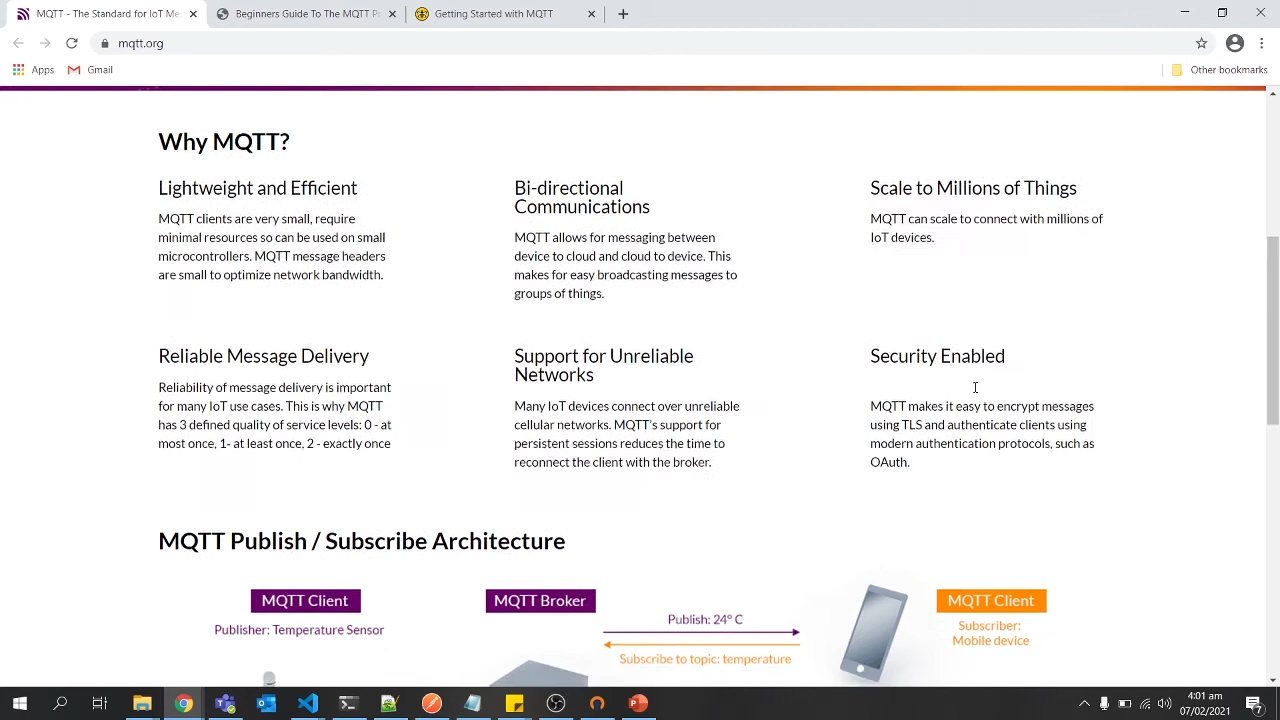 MQTT - The Standard for IoT Me
Beginners Guide To The MQTT P
Getting Started with MQTT
mqtt.org
Apps
Gmail
Other bookmarks
Why MQTT?
Lightweight and Efficient
MQTT clients are very small, require
minimal resources so can be used on small
microcontrollers. MQTT message headers
are small to optimize network bandwidth.
Bi-directional
Communications
MQTT allows for messaging between
device to cloud and cloud to device. This
makes for easy broadcasting messages to
groups of things.
Scale to Millions of Things
MQTT can scale to connect with millions of
IoT devices.
Reliable Message Delivery
Reliability of message delivery is important
for many IoT use cases. This is why MQTT
has 3 defined quality of service levels: 0 - at
most once, 1- at least once, 2 - exactly once
Support for Unreliable
Networks
Many IoT devices connect over unreliable
cellular networks. MQTT's support for
persistent sessions reduces the time to
reconnect the client with the broker.
Security Enabled
MQTT makes it easy to encrypt messages
using TLS and authenticate clients using
modern authentication protocols, such as
OAuth.
MQTT Publish / Subscribe Architecture
MQTT Client
Publisher: Temperature Sensor
MQTT Broker
Publish: 24° C
Subscribe to topic: temperature
MQTT Client
Subscriber:
Mobile device
4:01 am
07/02/2021
7